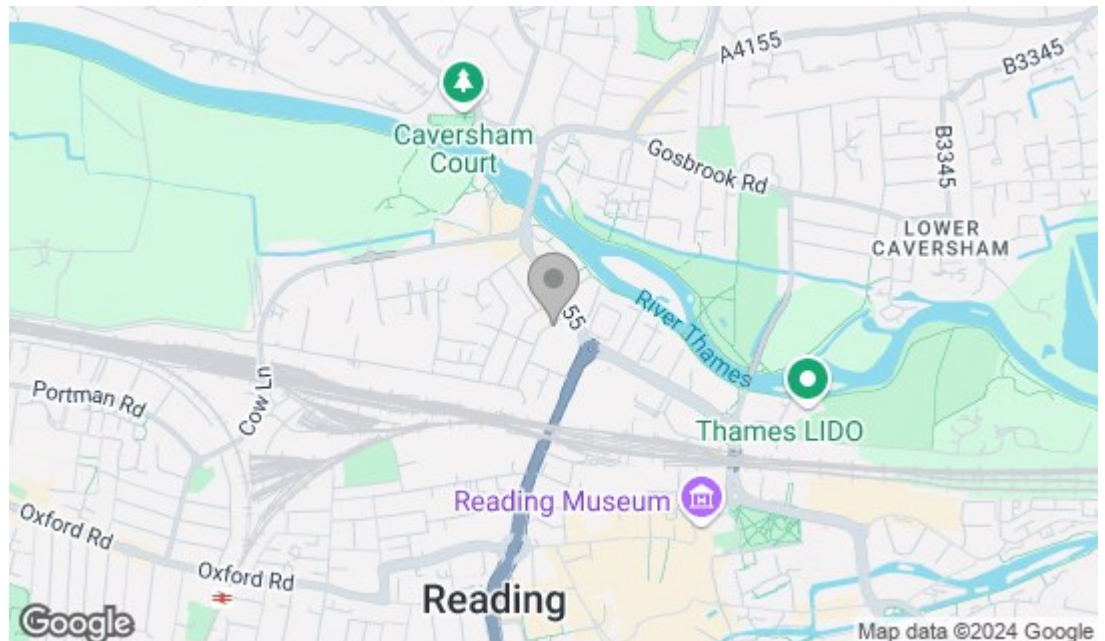 A4155
B3345
B3345
Caversham
Court
Gosbrook Rd
LOWER
CAVERSHAM
55
River Thames
Cow Ln
Portman Rd
Thames LIDO
Reading Museum
Oxford Rd
Oxford Rd
Reading
Google
Map data ©2024 Google